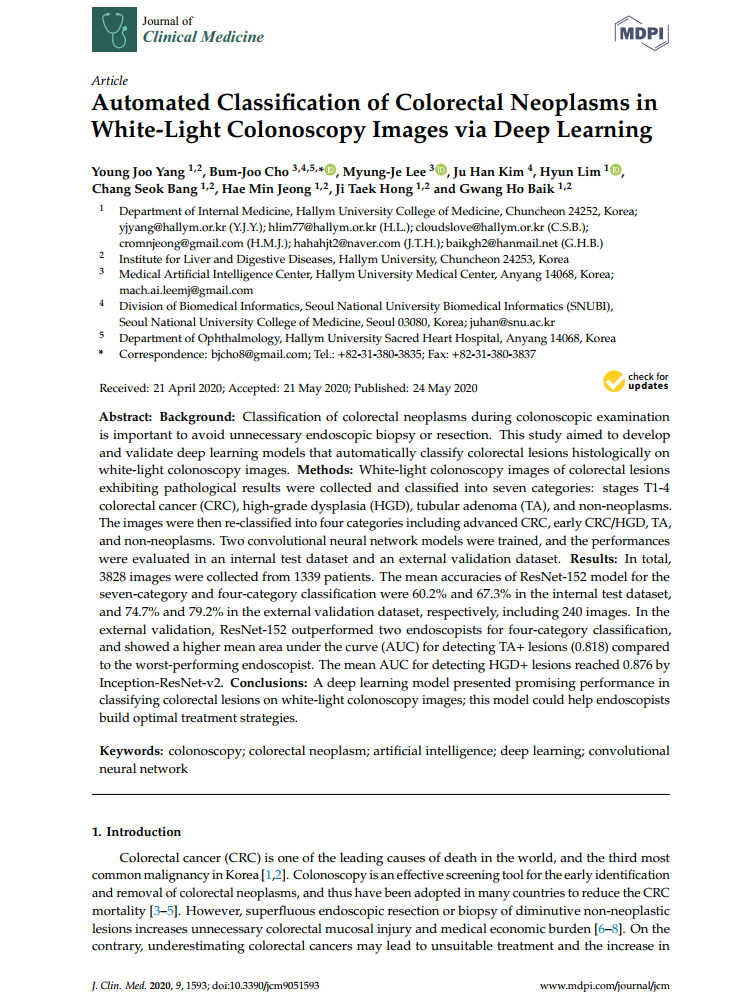 Journal of
Clinical Medicine
MDPI
Article
Automated Classification of Colorectal Neoplasms in
White-Light Colonoscopy Images via Deep Learning
Young Joo Yang 1,2, Bum-Joo Cho 3,4,5,*, Myung-Je Lee 3, Ju Han Kim 4, Hyun Lim 1,
Chang Seok Bang 1,2, Hae Min Jeong 1,2, Ji Taek Hong 1,2 and Gwang Ho Baik 1,2
1 Department of Internal Medicine, Hallym University College of Medicine, Chuncheon 24252, Korea;
yjyang@hallym.or.kr (Y.J.Y.); hlim77@hallym.or.kr (H.L.); cloudslove@hallym.or.kr (C.S.B.);
cromnjeong@gmail.com (H.M.J.); hahahjt2@naver.com (J.T.H.); baikgh2@hanmail.net (G.H.B.)
2 Institute for Liver and Digestive Diseases, Hallym University, Chuncheon 24253, Korea
3 Medical Artificial Intelligence Center, Hallym University Medical Center, Anyang 14068, Korea;
mach.ai.leemj@gmail.com
4 Division of Biomedical Informatics, Seoul National University Biomedical Informatics (SNUBI),
Seoul National University College of Medicine, Seoul 03080, Korea; juhan@snu.ac.kr
5 Department of Ophthalmology, Hallym University Sacred Heart Hospital, Anyang 14068, Korea
* Correspondence: bjcho8@gmail.com; Tel.: +82-31-380-3835; Fax: +82-31-380-3837
Received: 21 April 2020; Accepted: 21 May 2020; Published: 24 May 2020
check for
updates
Abstract: Background: Classification of colorectal neoplasms during colonoscopic examination
is important to avoid unnecessary endoscopic biopsy or resection. This study aimed to develop
and validate deep learning models that automatically classify colorectal lesions histologically on
white-light colonoscopy images. Methods: White-light colonoscopy images of colorectal lesions
exhibiting pathological results were collected and classified into seven categories: stages T1-4
colorectal cancer (CRC), high-grade dysplasia (HGD), tubular adenoma (TA), and non-neoplasms.
The images were then re-classified into four categories including advanced CRC, early CRC/HGD, TA,
and non-neoplasms. Two convolutional neural network models were trained, and the performances
were evaluated in an internal test dataset and an external validation dataset. Results: In total,
3828 images were collected from 1339 patients. The mean accuracies of ResNet-152 model for the
seven-category and four-category classification were 60.2% and 67.3% in the internal test dataset,
and 74.7% and 79.2% in the external validation dataset, respectively, including 240 images. In the
external validation, ResNet-152 outperformed two endoscopists for four-category classification,
and showed a higher mean area under the curve (AUC) for detecting TA+ lesions (0.818) compared
to the worst-performing endoscopist. The mean AUC for detecting HGD+ lesions reached 0.876 by
Inception-ResNet-v2. Conclusions: A deep learning model presented promising performance in
classifying colorectal lesions on white-light colonoscopy images; this model could help endoscopists
build optimal treatment strategies.
Keywords: colonoscopy; colorectal neoplasm; artificial intelligence; deep learning; convolutional
neural network
1. Introduction
Colorectal cancer (CRC) is one of the leading causes of death in the world, and the third most
common malignancy in Korea [1,2]. Colonoscopy is an effective screening tool for the early identification
and removal of colorectal neoplasms, and thus have been adopted in many countries to reduce the CRC
mortality [3–5]. However, superfluous endoscopic resection or biopsy of diminutive non-neoplastic
lesions increases unnecessary colorectal mucosal injury and medical economic burden [6–8]. On the
contrary, underestimating colorectal cancers may lead to unsuitable treatment and the increase in
J. Clin. Med. 2020, 9, 1593; doi:10.3390/jcm9051593
www.mdpi.com/journal/jcm